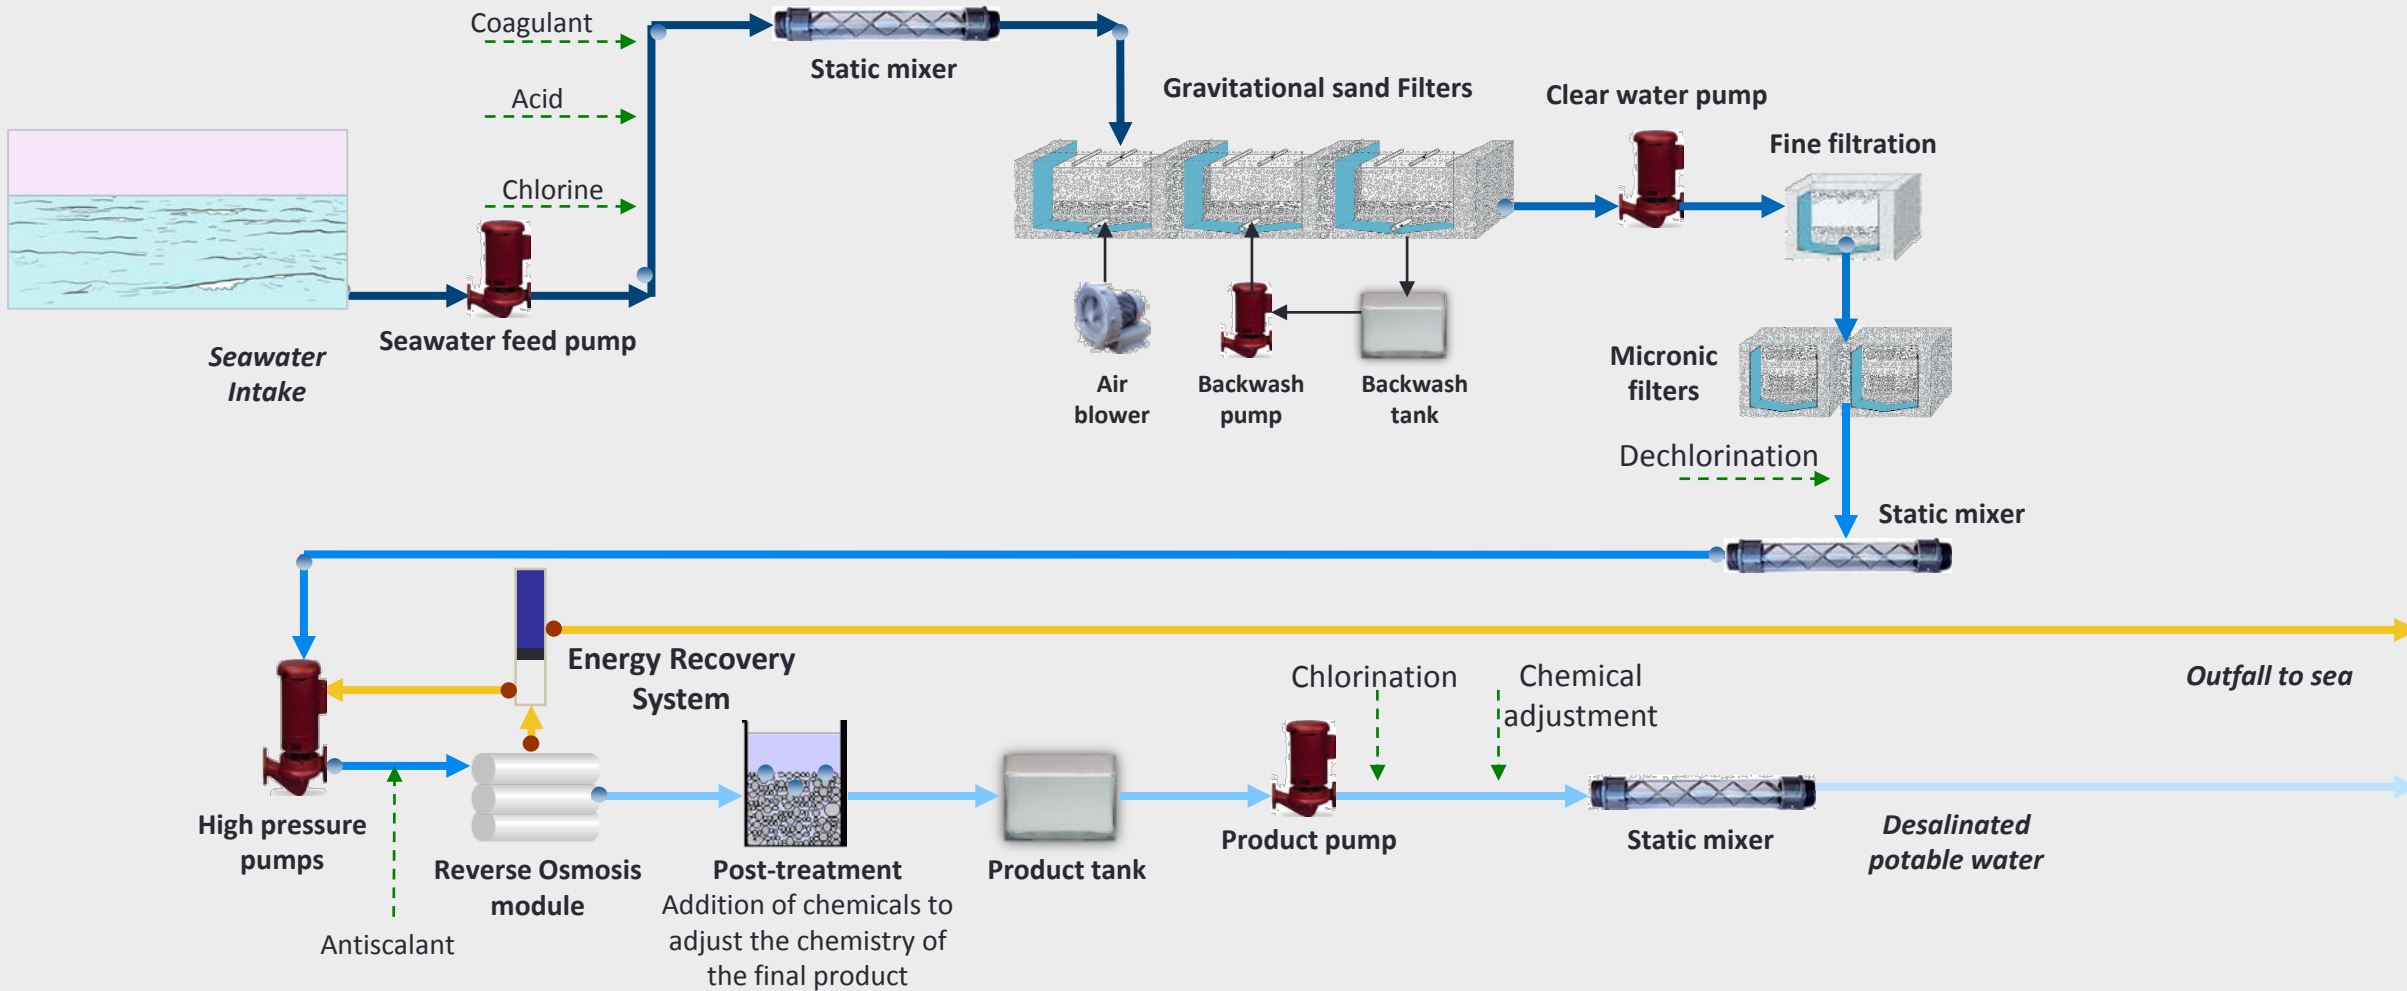 Coagulant
Static mixer
Acid
Gravitational sand Filters
Clear water pump
Fine filtration
Chlorine
Seawater feed pump
Seawater
Intake
Air
blower
Backwash
pump
Backwash
tank
Micronic
filters
Dechlorination
Static mixer
Energy Recovery
System
Outfall to sea
Chlorination
Chemical
adjustment
High pressure
pumps
Reverse Osmosis
module
Antiscalant
Post-treatment
Addition of chemicals to
adjust the chemistry of
the final product
Product tank
Product pump
Static mixer
Desalinated
potable water